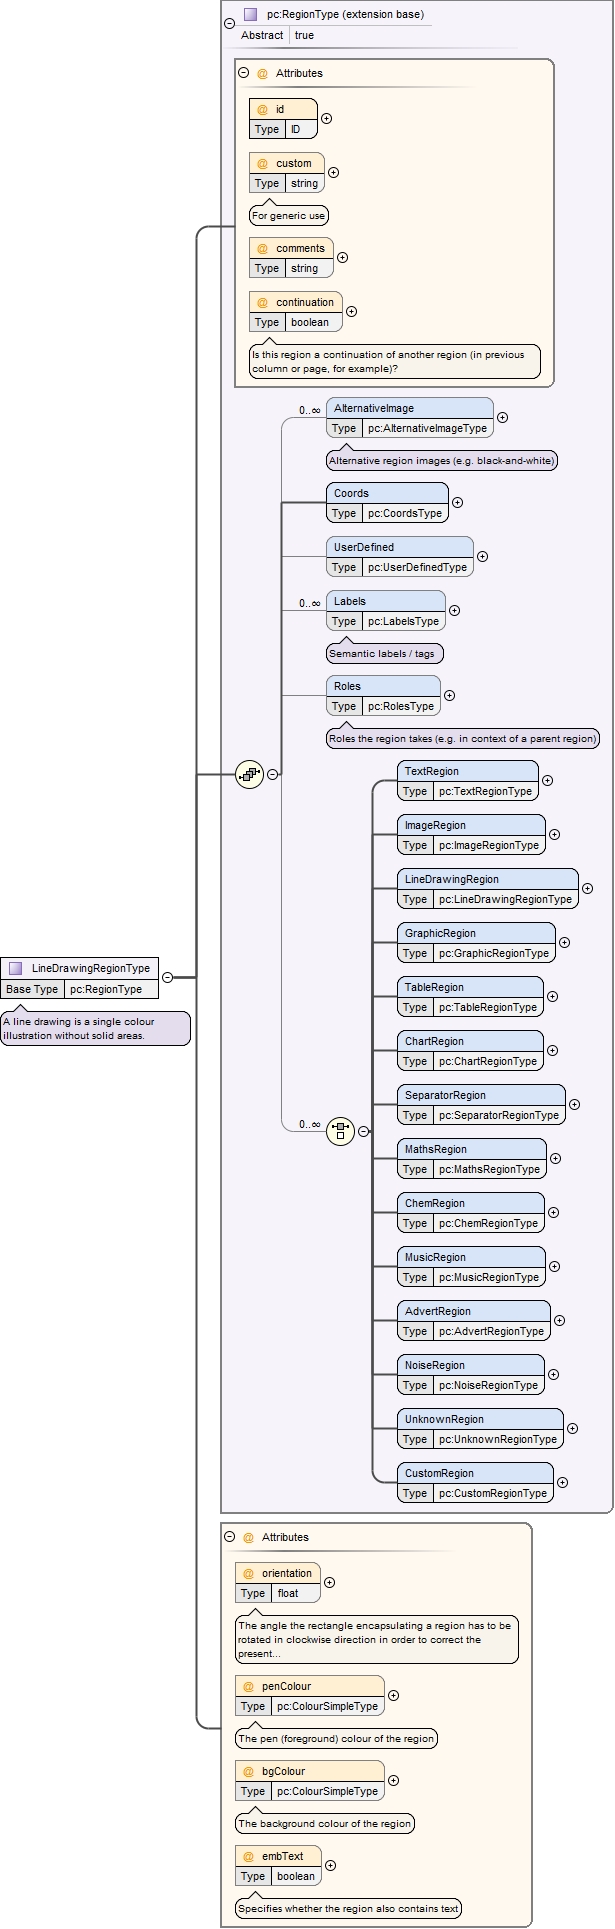 pc:RegionType (extension base)
Abstract true
@ Attributes
@ id
Type ID
@ custom
Type string
For generic use
@ comments
Type string
@ continuation
Type boolean
Is this region a continuation of another region (in previous
column or page, for example)?
0..∞
AlternativeImage
Type pc:AlternativeImageType
Alternative region images (e.g. black-and-white)
Coords
Type pc:CoordsType
UserDefined
Type pc:UserDefinedType
0..∞
Labels
Type pc:LabelsType
Semantic labels / tags
Roles
Type pc:RolesType
Roles the region takes (e.g. in context of a parent region)
TextRegion
Type pc:TextRegionType
ImageRegion
Type pc:ImageRegionType
LineDrawingRegion
Type pc:LineDrawingRegionType
GraphicRegion
Type pc:GraphicRegionType
LineDrawingRegionType
Base Type pc:RegionType
A line drawing is a single colour
illustration without solid areas.
TableRegion
Type pc:TableRegionType
ChartRegion
Type pc:ChartRegionType
SeparatorRegion
Type pc:SeparatorRegionType
0..∞
MathsRegion
Type pc:MathsRegionType
ChemRegion
Type pc:ChemRegionType
MusicRegion
Type pc:MusicRegionType
AdvertRegion
Type pc:AdvertRegionType
NoiseRegion
Type pc:NoiseRegionType
UnknownRegion
Type pc:UnknownRegionType
CustomRegion
Type pc:CustomRegionType
@ Attributes
@ orientation
Type float
The angle the rectangle encapsulating a region has to be
rotated in clockwise direction in order to correct the
present...
@ penColour
Type pc:ColourSimpleType
The pen (foreground) colour of the region
@ bgColour
Type pc:ColourSimpleType
The background colour of the region
@ embText
Type boolean
Specifies whether the region also contains text